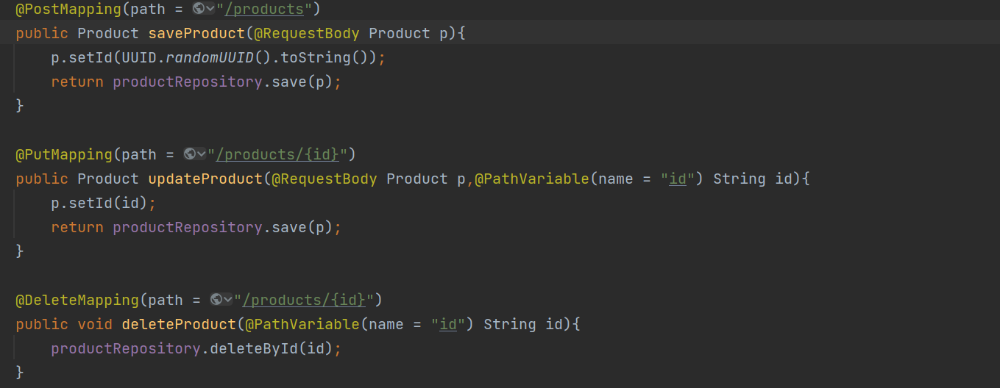 @PostMapping(path = "/products")
public Product saveProduct(@RequestBody Product p){
    p.setId(UUID.randomUUID().toString());
    return productRepository.save(p);
}

@PutMapping(path = "/products/{id}")
public Product updateProduct(@RequestBody Product p,@PathVariable(name = "id") String id){
    p.setId(id);
    return productRepository.save(p);
}

@DeleteMapping(path = "/products/{id}")
public void deleteProduct(@PathVariable(name = "id") String id){
    productRepository.deleteById(id);
}